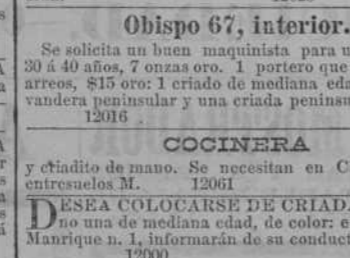 Obispo 67, interior.
Se solicita un buen maquinista para u
30 á 40 años, 7 onzas oro. 1 portero que
arreos, $15 oro: 1 criado de mediana eda
vandera peninsular y una criada peninsu
12016
COCINERA
y criadito de mano. Se necesitan en C
entresuelos M. 12061
DESEA COLOCARSE DE CRIAD
no una de mediana edad, de color: e
Manrique n. 1, informarán de su conduct
12000